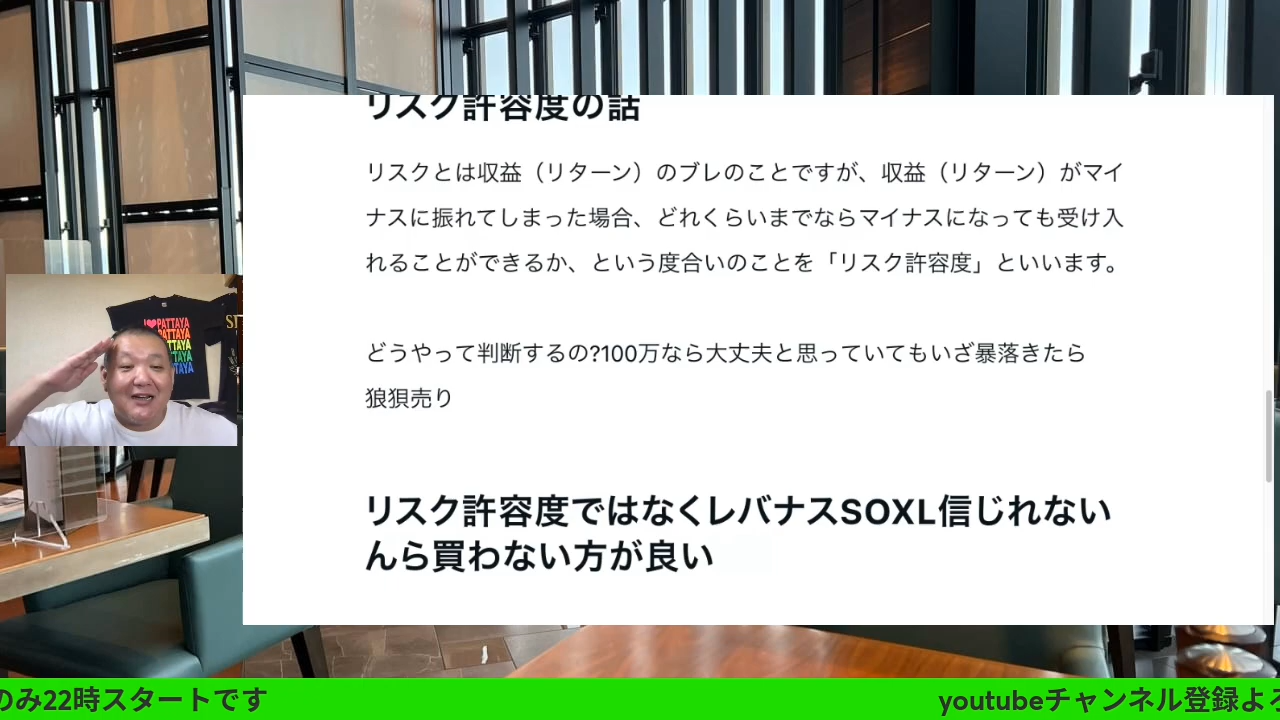 リスク許容度の話
リスクとは収益（リターン）のブレのことですが、収益（リターン）がマイ
ナスに振れてしまった場合、どれくらいまでならマイナスになっても受け入
れることができるか、という度合いのことを「リスク許容度」といいます。
どうやって判断するの?100万なら大丈夫と思っていてもいざ暴落きたら
狼狽売り
リスク許容度ではなくレバナスSOXL信じれない
んら買わない方が良い
PATTAYA
PATTAYA
のみ22時スタートです
youtubeチャンネル登録よ